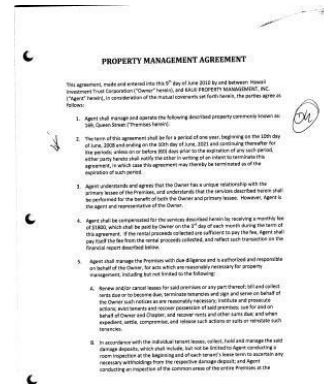 PROPERTY MANAGEMENT AGREEMENT
This agreement, made and entered into this 9th day of June 2010 by and between Hawaii
Investment Trust Corporation ("Owner" herein), and PROPERTY MANAGEMENT, INC.
("Agent" herein), in consideration of the mutual covenants set forth herein, the parties agree as
follows:
1. Agent shall manage and operate the following described property commonly known as:
169, Queen Street ("Premises herein).
2. The term of this agreement shall be for a period of one year, beginning on the 10th day
of June, 2008 and ending on the 10th day of June, 2021 and continuing thereafter for
like periods, unless on or before days prior to the expiration of any such period,
either party hereto shall notify the other in writing of an intent to terminate this
agreement, in which case this agreement may thereby be terminated as of the
expiration of such period.
3. Agent understands and agrees that the Owner has a unique relationship with the
primary lessee of the Premises, and understands that the services described herein shall
be performed for the benefit of both the Owner and primary lessee. However, Agent is
the agent and representative of the Owner.
4. Agent shall be compensated for the services described herein by receiving a monthly fee
of $1800, which shall be paid by Owner on the day of each month during the term of
this agreement. If the rental proceeds collected are sufficient to pay the fee, Agent shall
pay itself the fee from the rental proceeds collected, and reflect such transaction on the
financial report described below.
5. Agent shall manage the Premises with due diligence and is authorized and responsible
on behalf of the Owner, for acts which are reasonably necessary for property
management, including but not limited to the following:
A. Renew and/or cancel leases for said premises or any part thereof; bill and collect
rents due or to become due; terminate tenancies and sign and serve on behalf of
the Owner such notices as are reasonably necessary; institute and prosecute
actions; evict tenants and recover possession of said premises; sue for and on
behalf of Owner and , and recover rents and other sums due; and when
expedient, settle, compromise, and release such actions or suits or reinstate such
tenancies.
B. In accordance with the individual tenant leases, collect, hold and manage the said
damage deposits, which shall include, but not be limited to Agent conducting a
room inspection at the beginning and of each tenant's lease term to ascertain any
necessary withholdings from the respective damage deposit; and Agent
conducting an inspection of the common areas of the entire Premises at the